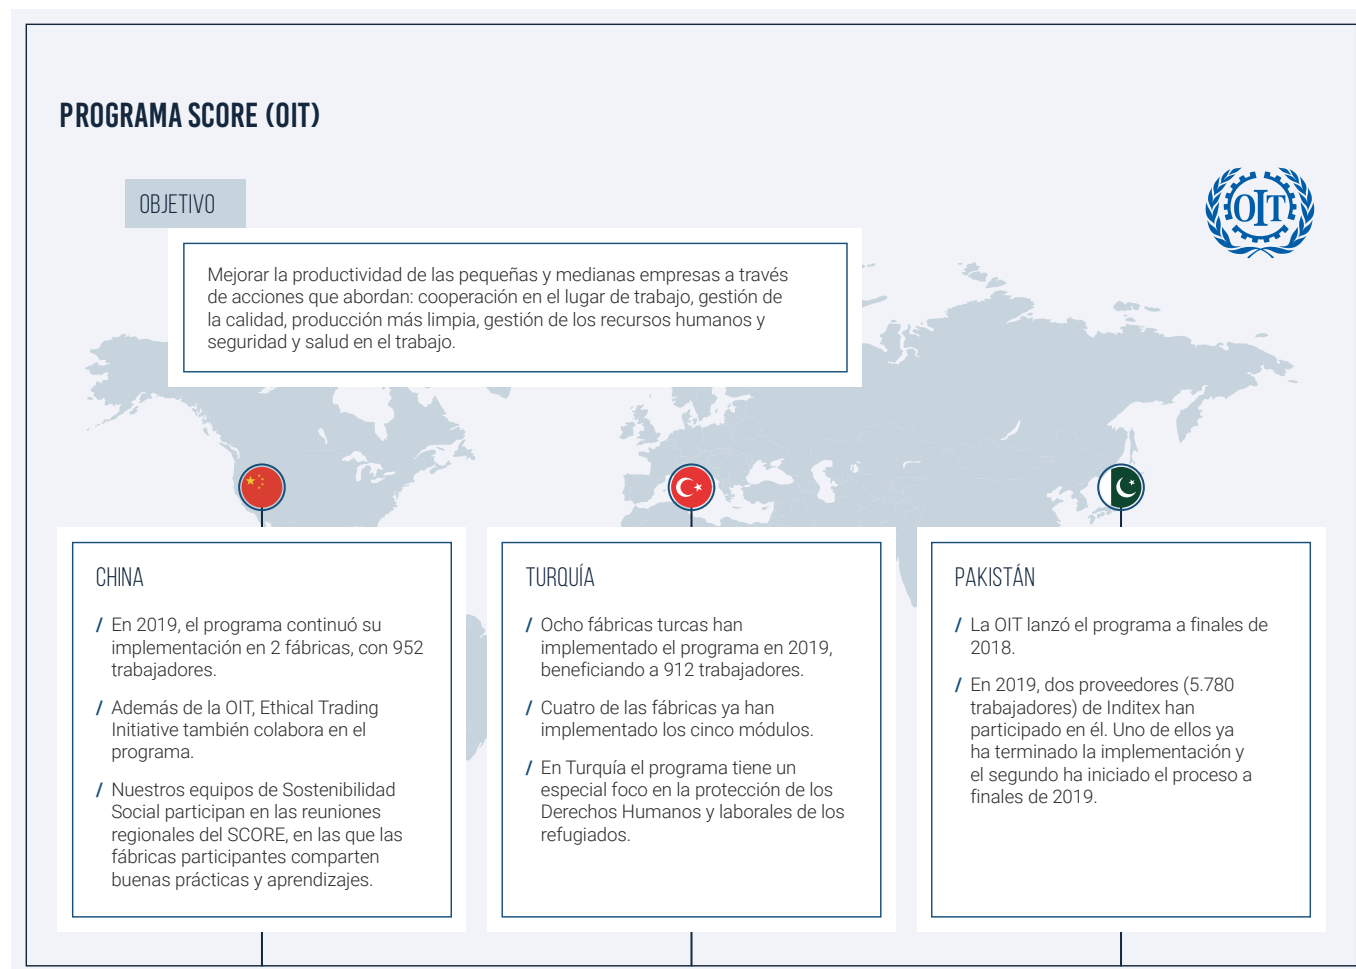 PROGRAMA SCORE (OIT)
OBJETIVO
OIT
Mejorar la productividad de las pequeñas y medianas empresas a través
de acciones que abordan: cooperación en el lugar de trabajo, gestión de
la calidad, producción más limpia, gestión de los recursos humanos y
seguridad y salud en el trabajo.
CHINA
/ En 2019, el programa continuó su
implementación en 2 fábricas, con 952
trabajadores.
/ Además de la OIT, Ethical Trading
Initiative también colabora en el
programa.
/ Nuestros equipos de Sostenibilidad
Social participan en las reuniones
regionales del SCORE, en las que las
fábricas participantes comparten
buenas prácticas y aprendizajes.
TURQUÍA
/ Ocho fábricas turcas han
implementado el programa en 2019,
beneficiando a 912 trabajadores.
/ Cuatro de las fábricas ya han
implementado los cinco módulos.
/ En Turquía el programa tiene un
especial foco en la protección de los
Derechos Humanos y laborales de los
refugiados.
PAKISTÁN
/ La OIT lanzó el programa a finales de
2018.
/ En 2019, dos proveedores (5.780
trabajadores) de Inditex han
participado en él. Uno de ellos ya
ha terminado la implementación y
el segundo ha iniciado el proceso a
finales de 2019.